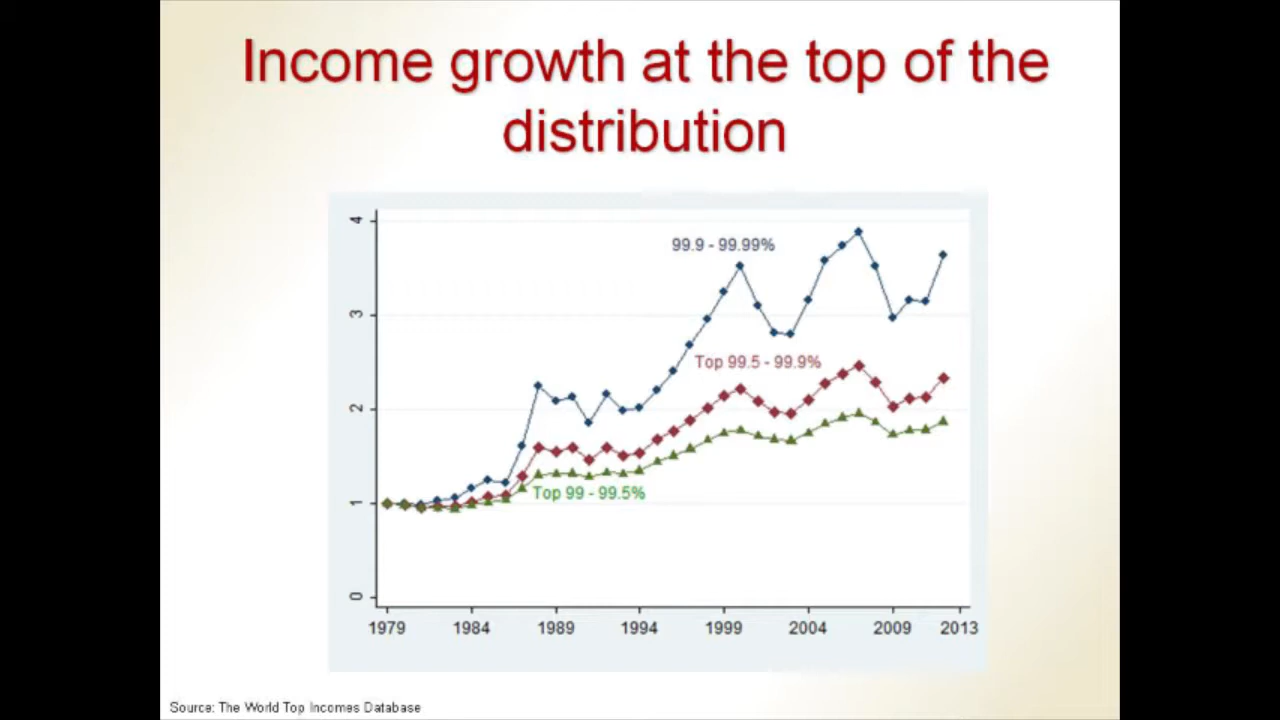 Income growth at the top of the
distribution
4
99.9 - 99.99%
3
Top 99.5 - 99.9%
2
Top 99 - 99.5%
1
0
1979 1984 1989 1994 1999 2004 2009 2013
Source: The World Top Incomes Database